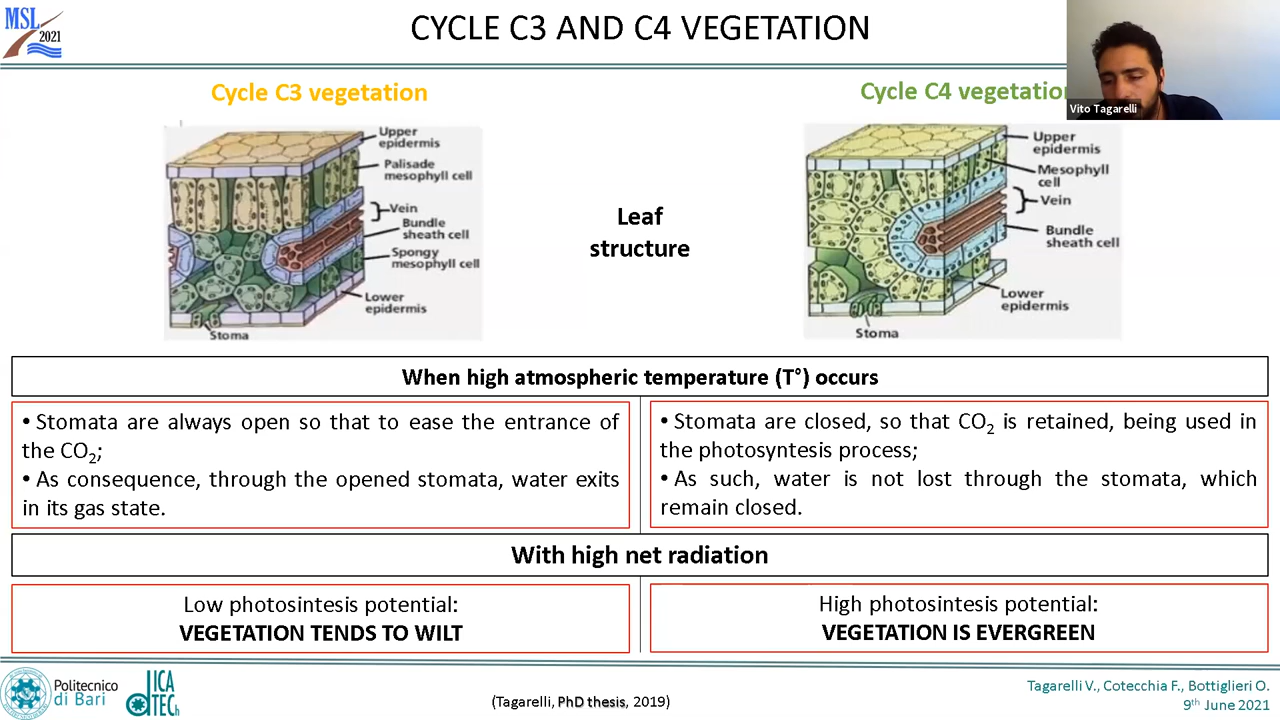 MSL
2021
CYCLE C3 AND C4 VEGETATION
Vito Tagarelli
Cycle C3 vegetation
Cycle C4 vegetation
Upper
epidermis
Palisade
mesophyll cell
Vein
Bundle
sheath cell
Spongy
mesophyll cell
Lower
epidermis
Stoma
Leaf
structure
Upper
epidermis
Mesophyll
cell
Vein
Bundle
sheath cell
Lower
epidermis
Stoma
When high atmospheric temperature (T°) occurs
• Stomata are always open so that to ease the entrance of
the CO₂;
• As consequence, through the opened stomata, water exits
in its gas state.
• Stomata are closed, so that CO₂ is retained, being used in
the photosyntesis process;
• As such, water is not lost through the stomata, which
remain closed.
With high net radiation
Low photosintesis potential:
VEGETATION TENDS TO WILT
High photosintesis potential:
VEGETATION IS EVERGREEN
Politecnico
di Bari
DICA
TECh
(Tagarelli, PhD thesis, 2019)
Tagarelli V., Cotecchia F., Bottiglieri O.
9th June 2021